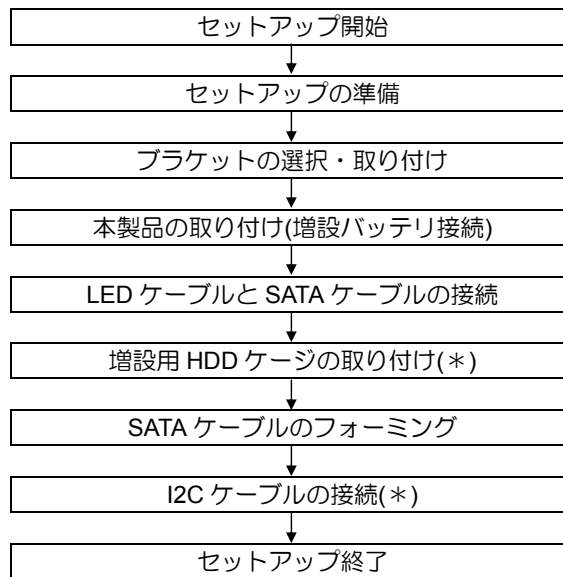 セットアップ開始
セットアップの準備
ブラケットの選択・取り付け
本製品の取り付け(増設バッテリ接続)
LED ケーブルと SATA ケーブルの接続
増設用 HDD ケージの取り付け(＊)
SATA ケーブルのフォーミング
I2C ケーブルの接続(＊)
セットアップ終了